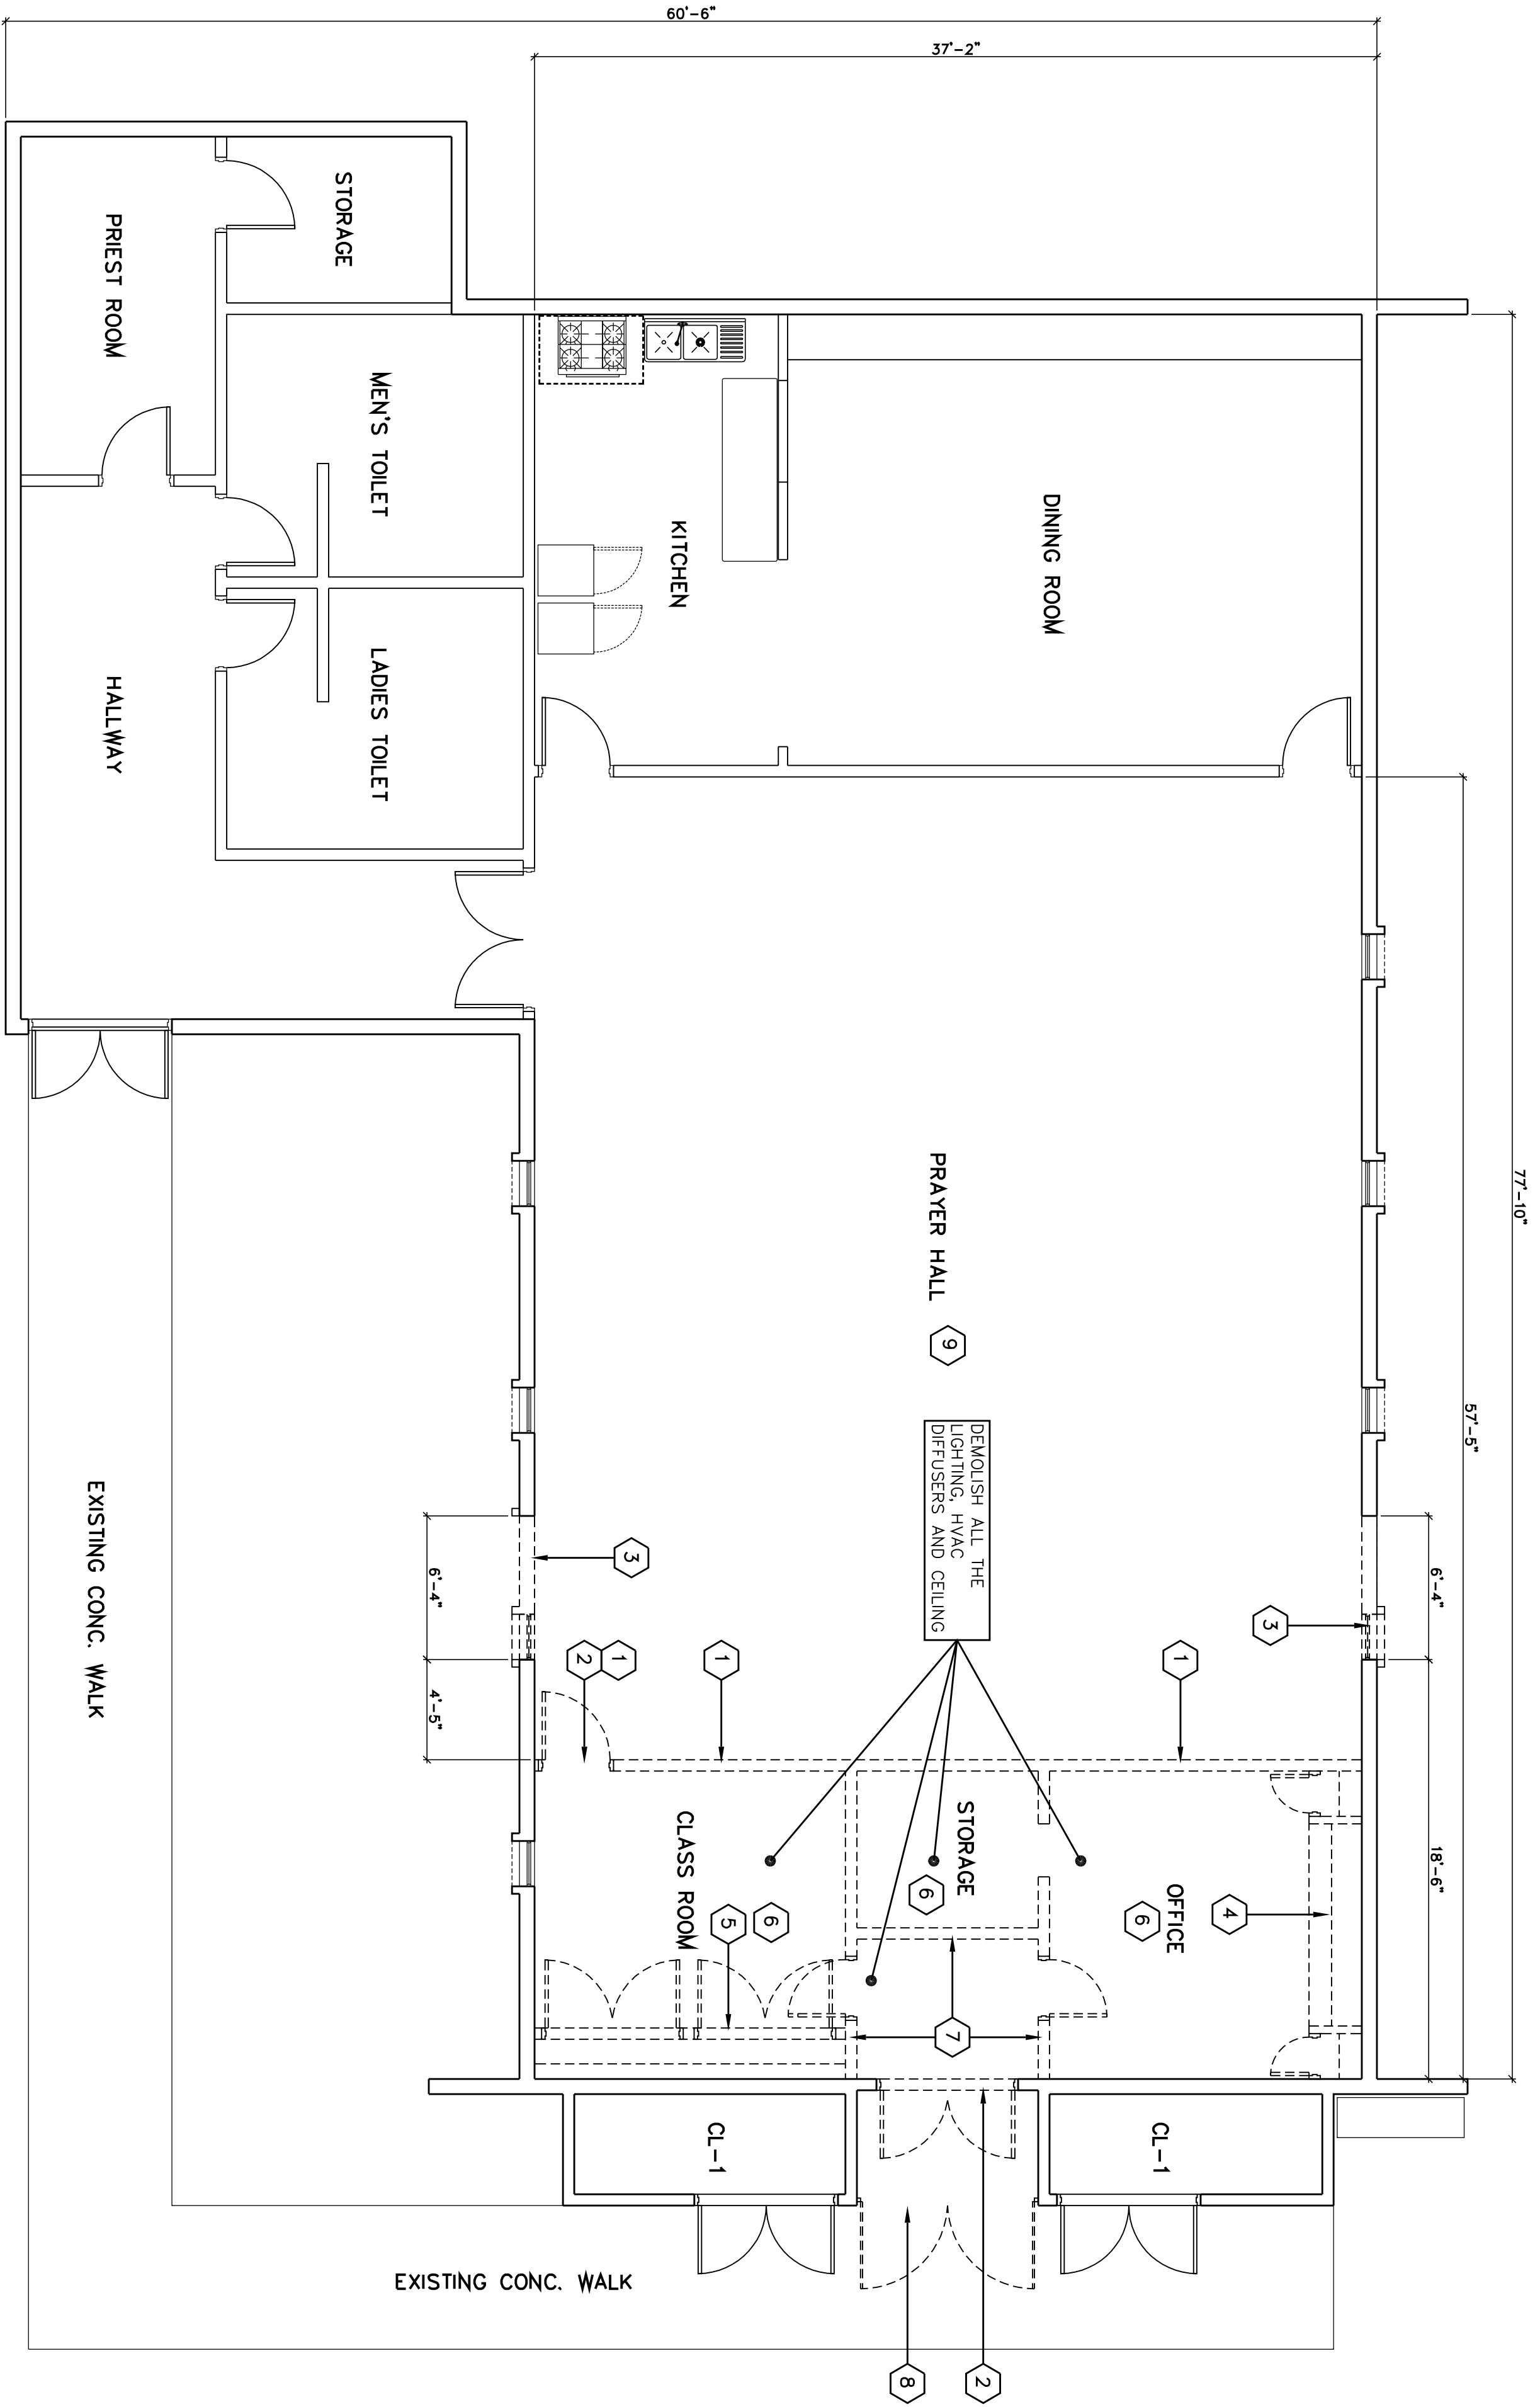 60'-6"
37'-2"
77'-10"
57'-5"
STORAGE
PRIEST ROOM
MEN'S TOILET
KITCHEN
DINING ROOM
LADIES TOILET
HALLWAY
PRAYER HALL
9
DEMOLISH ALL THE
LIGHTING, HVAC
DIFFUSERS AND CEILING
EXISTING CONC. WALK
6'-4"
4'-5"
6'-4"
18'-6"
3
3
2
1
1
1
STORAGE
6
CLASS ROOM
5
6
OFFICE
6
4
7
CL-1
CL-1
EXISTING CONC. WALK
8
2